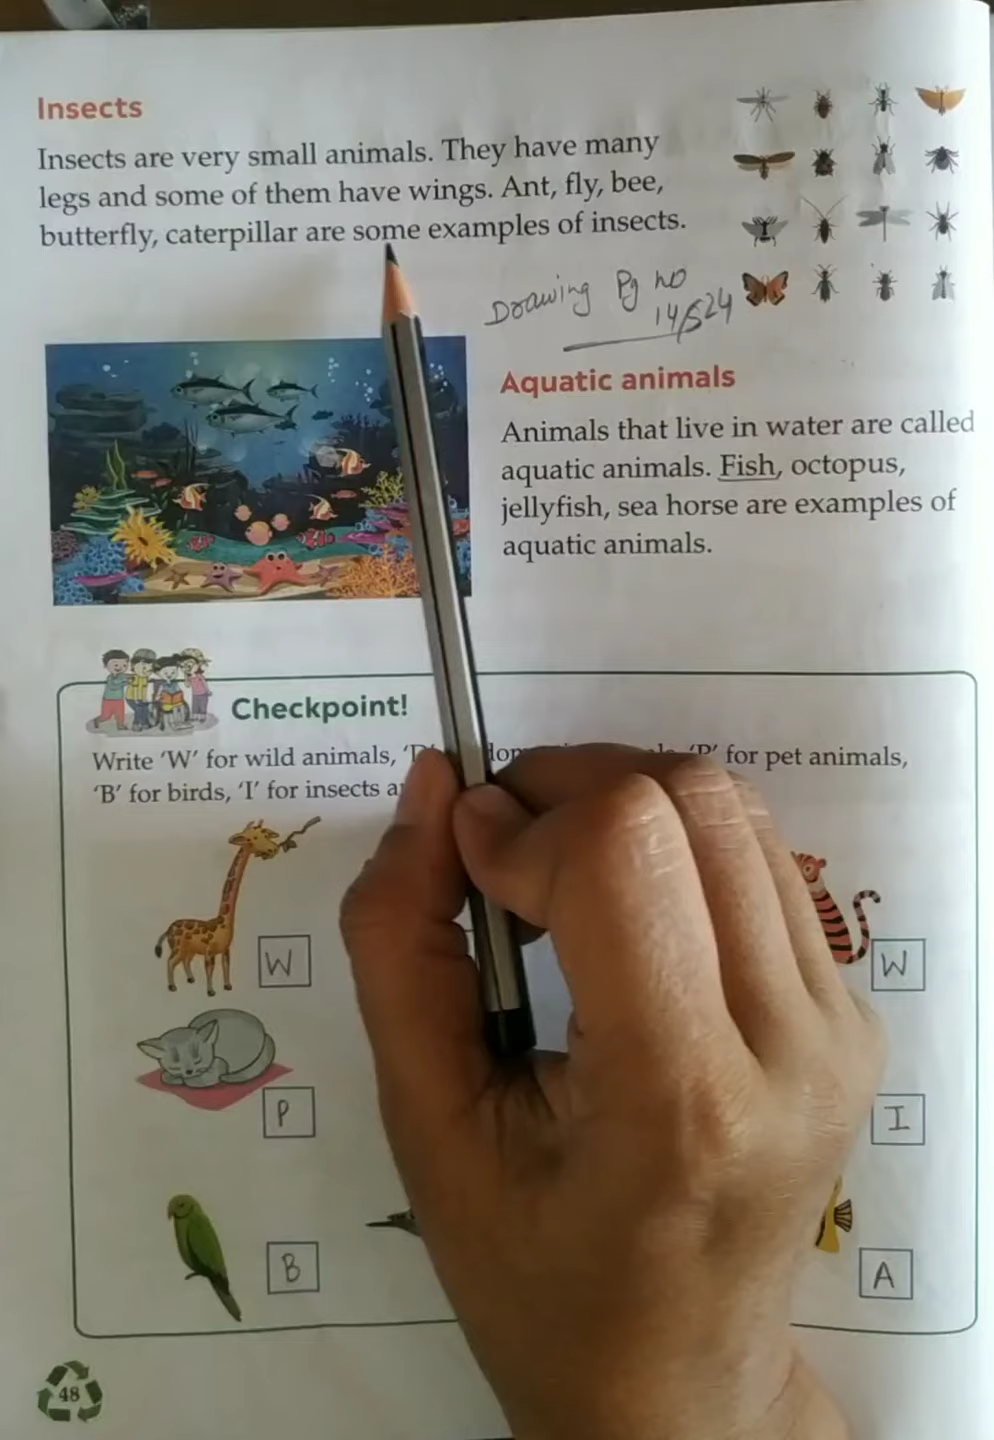 Insects
Insects are very small animals. They have many
legs and some of them have wings. Ant, fly, bee,
butterfly, caterpillar are some examples of insects.
Drawing Pg no
14/5/24
Aquatic animals
Animals that live in water are called
aquatic animals. Fish, octopus,
jellyfish, sea horse are examples of
aquatic animals.
Checkpoint!
Write 'W' for wild animals, 'P' for pet animals,
'B' for birds, 'I' for insects
W
W
P
I
B
A
48